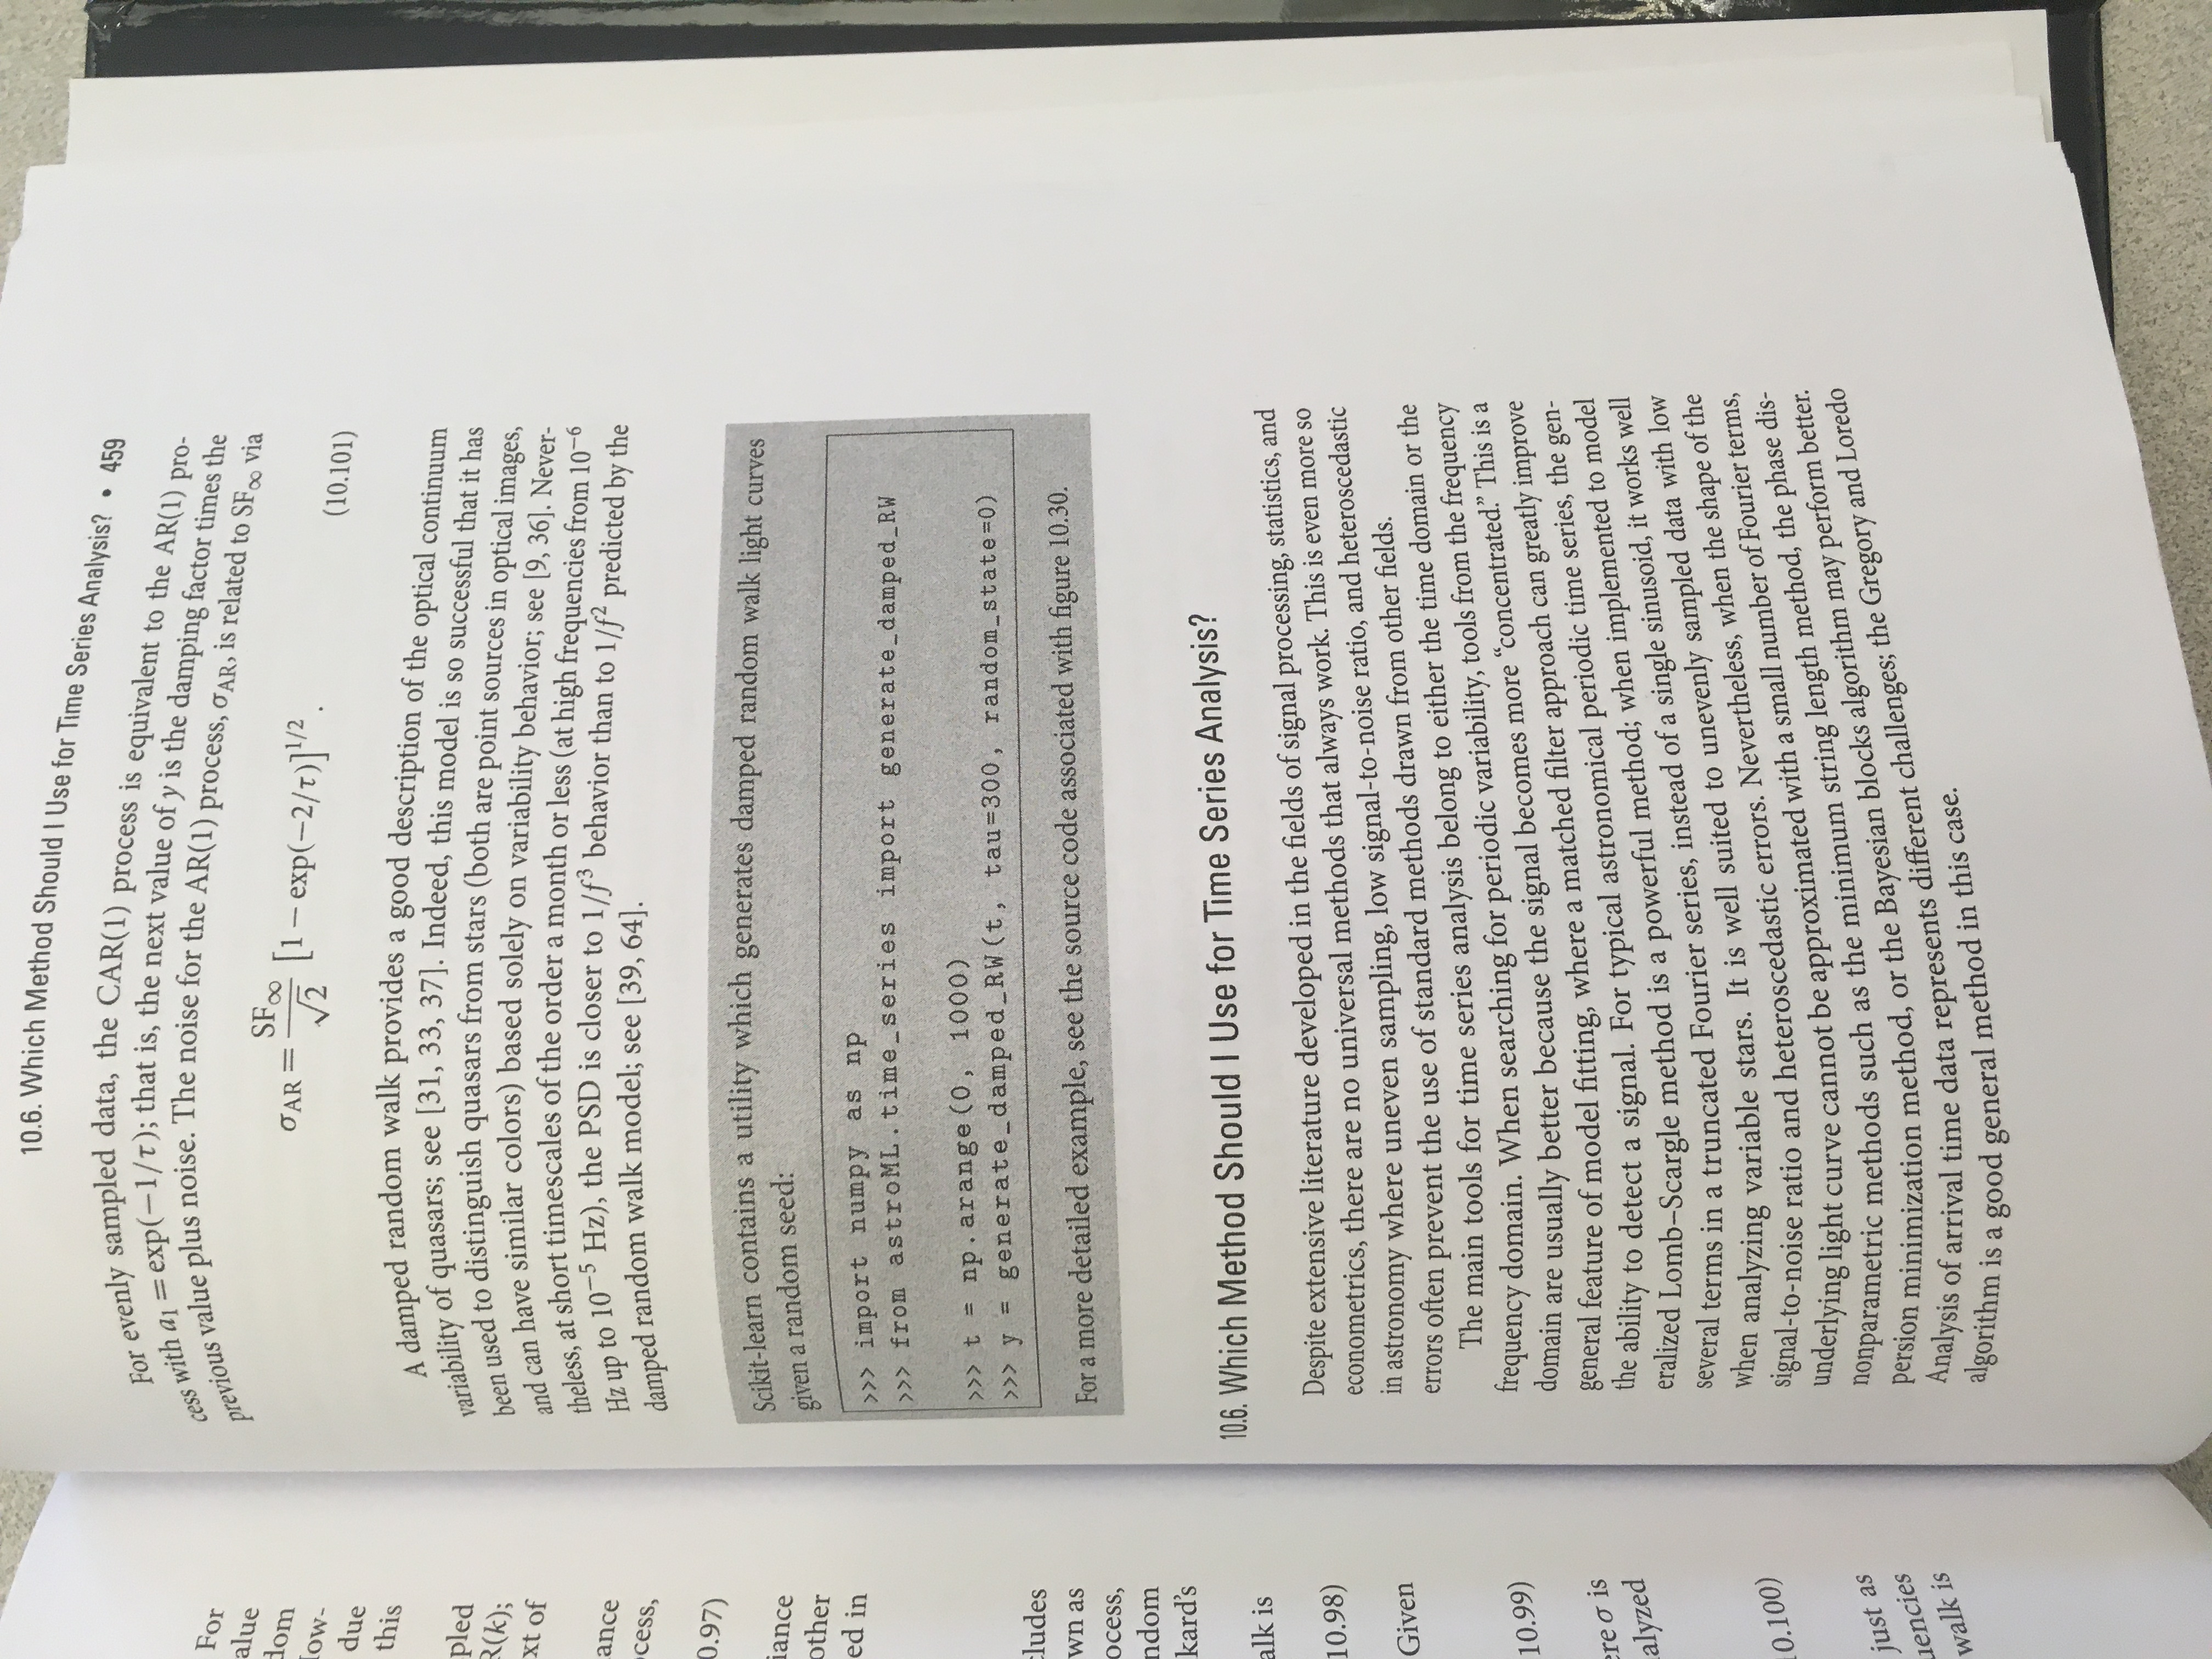 For
alue
dom
low-
due
this
pled
R(k);
xt of
ance
ocess,
0.97)
iance
other
ed in
cludes
wn as
ocess,
ndom
kard's
alk is
10.98)
Given
10.99)
ere σ is
alyzed
10.100)
just as
uencies
walk is
10.6. Which Method Should I Use for Time Series Analysis? • 459
For evenly sampled data, the CAR(1) process is equivalent to the AR(1) pro-
cess with a₁ = exp(−1/τ); that is, the next value of y is the damping factor times the
previous value plus noise. The noise for the AR(1) process, σ_AR, is related to SF_∞ via
σ_AR = SF_∞/√2 [1 − exp(−2/τ)]^1/2. (10.101)
A damped random walk provides a good description of the optical continuum
variability of quasars; see [31, 33, 37]. Indeed, this model is so successful that it has
been used to distinguish quasars from stars (both are point sources in optical images,
and can have similar colors) based solely on variability behavior; see [9, 36]. Never-
theless, at short timescales of the order a month or less (at high frequencies from 10⁻⁶
Hz up to 10⁻⁵ Hz), the PSD is closer to 1/f³ behavior than to 1/f² predicted by the
damped random walk model; see [39, 64].
Scikit-learn contains a utility which generates damped random walk light curves
given a random seed:
>>> import numpy as np
>>> from astroML.time_series import generate_damped_RW
>>> t = np.arange(0, 1000)
>>> y = generate_damped_RW(t, tau=300, random_state=0)
For a more detailed example, see the source code associated with figure 10.30.
10.6. Which Method Should I Use for Time Series Analysis?
Despite extensive literature developed in the fields of signal processing, statistics, and
econometrics, there are no universal methods that always work. This is even more so
in astronomy where uneven sampling, low signal-to-noise ratio, and heteroscedastic
errors often prevent the use of standard methods drawn from other fields.
The main tools for time series analysis belong to either the time domain or the
frequency domain. When searching for periodic variability, tools from the frequency
domain are usually better because the signal becomes more “concentrated.” This is a
general feature of model fitting, where a matched filter approach can greatly improve
the ability to detect a signal. For typical astronomical periodic time series, the gen-
eralized Lomb–Scargle method is a powerful method; when implemented to model
several terms in a truncated Fourier series, instead of a single sinusoid, it works well
when analyzing variable stars. It is well suited to unevenly sampled data with low
signal-to-noise ratio and heteroscedastic errors. Nevertheless, when the shape of the
underlying light curve cannot be approximated with a small number of Fourier terms,
nonparametric methods such as the minimum string length method, the phase dis-
persion minimization method, or the Bayesian blocks algorithm may perform better.
Analysis of arrival time data represents different challenges; the Gregory and Loredo
algorithm is a good general method in this case.